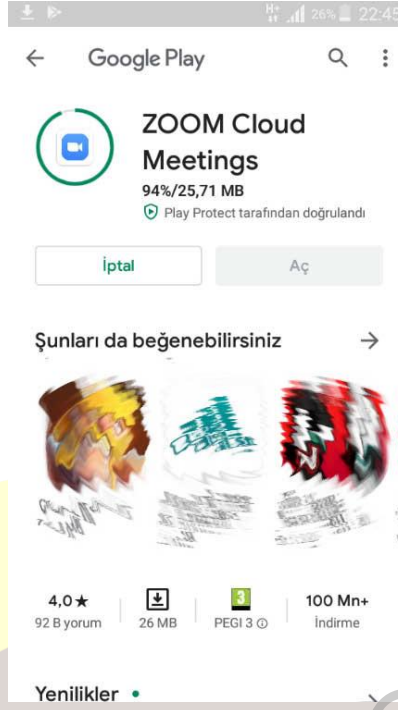 H+ 26% 22:45
Google Play
ZOOM Cloud
Meetings
94%/25,71 MB
Play Protect tarafından doğrulandı
İptal
Aç
Şunları da beğenebilirsiniz
4,0★
3
100 Mn+
92 B yorum
26 MB
PEGI 3
İndirme
Yenilikler